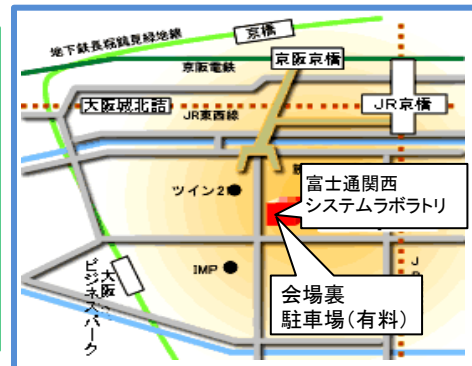 地下鉄長堀鶴見緑地線
京橋
京阪電鉄
京阪京橋
大阪城北詰
JR東西線
JR京橋
ツイン21
富士通関西
システムラボラトリ
IMP
会場裏
駐車場(有料)
大阪
ビジネスパーク
J